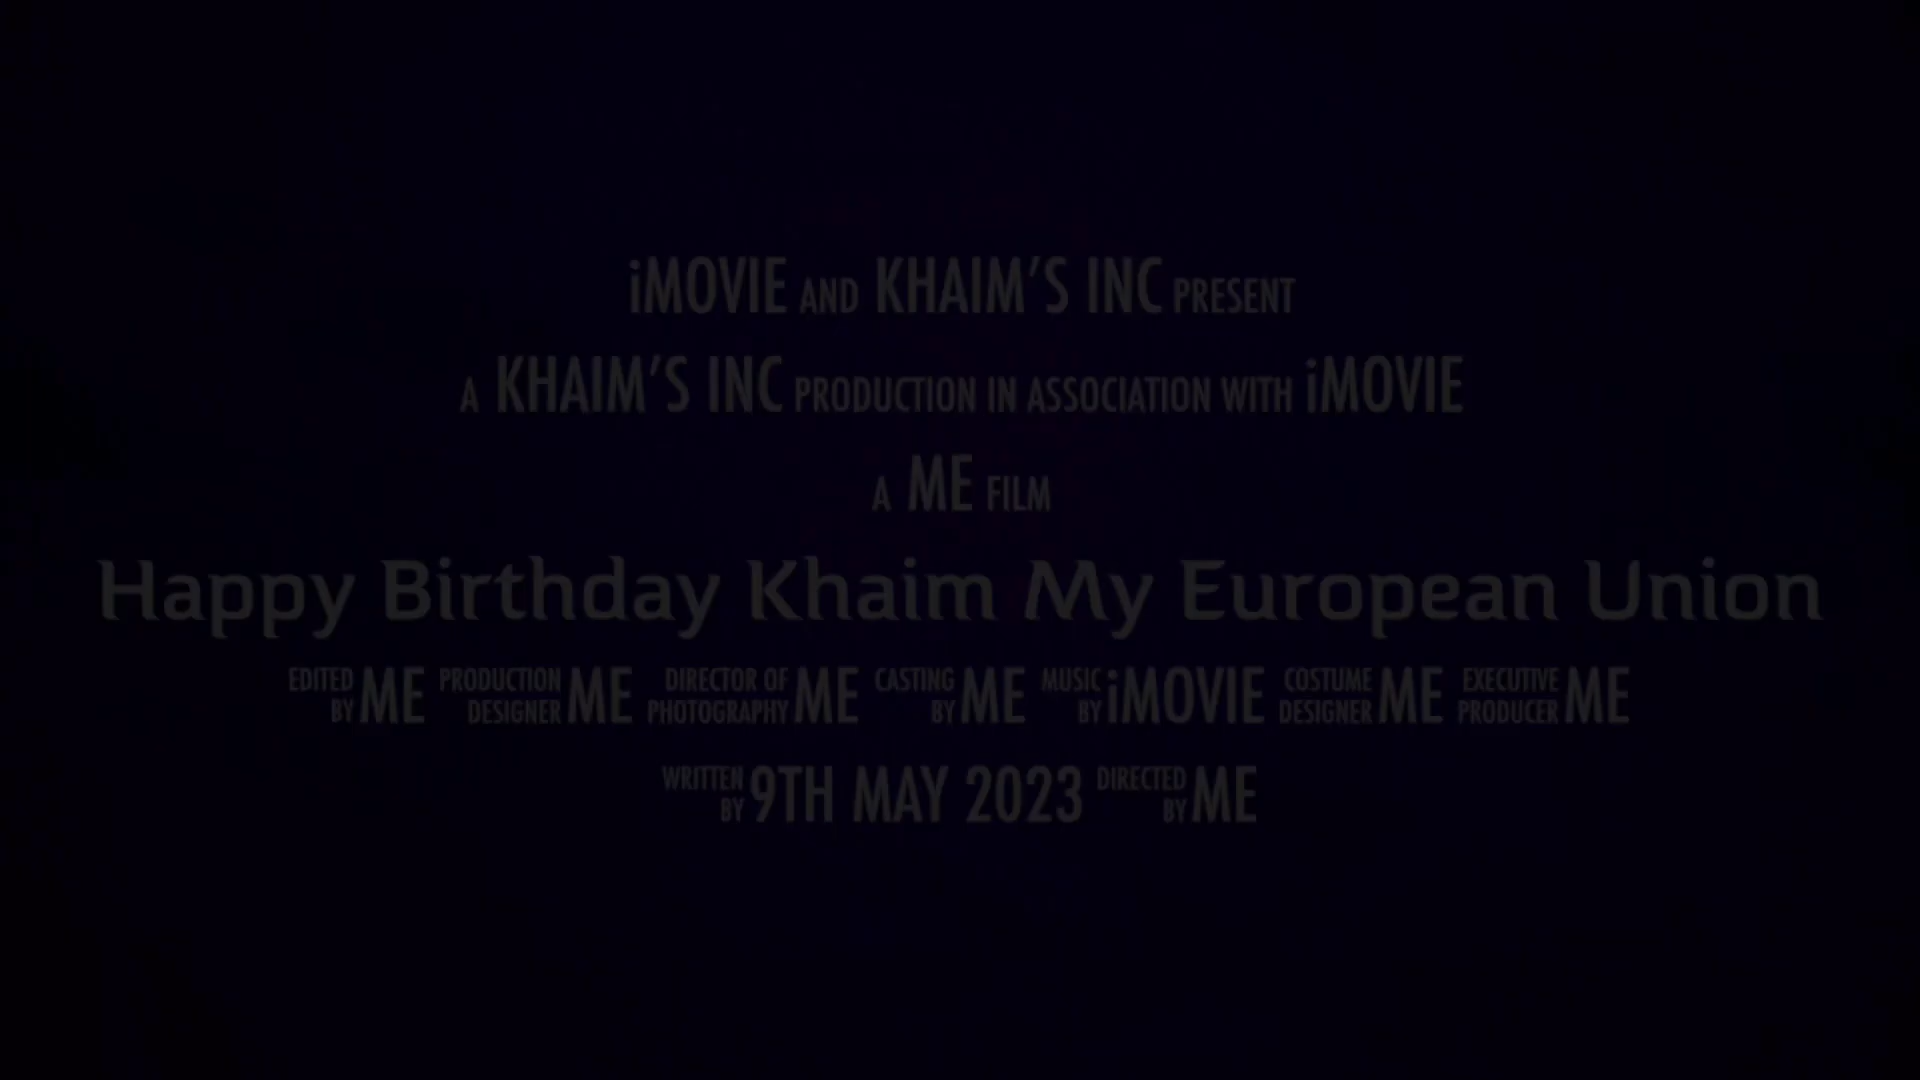 iMOVIE AND KHAIM'S INC PRESENT
A KHAIM'S INC PRODUCTION IN ASSOCIATION WITH iMOVIE
A ME FILM
Happy Birthday Khaim My European Union
EDITED BY ME PRODUCTION DESIGNER ME DIRECTOR OF PHOTOGRAPHY ME CASTING BY ME MUSIC BY iMOVIE COSTUME DESIGNER ME EXECUTIVE PRODUCER ME
WRITTEN BY 9TH MAY 2023 DIRECTED BY ME